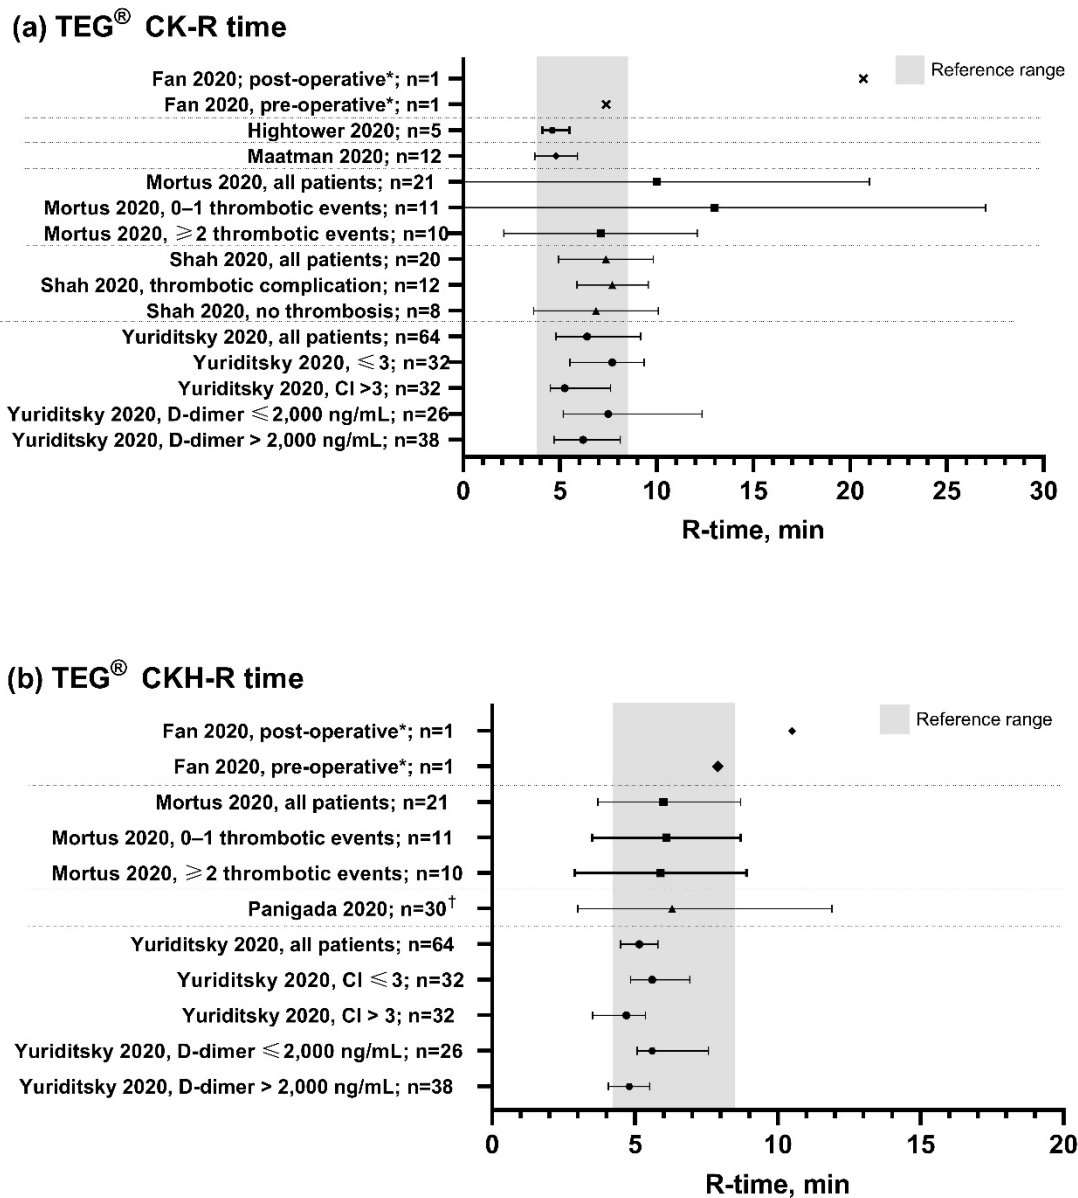 (a) TEG® CK-R time
Reference range
Fan 2020; post-operative*; n=1
Fan 2020, pre-operative*; n=1
Hightower 2020; n=5
Maatman 2020; n=12
Mortus 2020, all patients; n=21
Mortus 2020, 0–1 thrombotic events; n=11
Mortus 2020, ≥2 thrombotic events; n=10
Shah 2020, all patients; n=20
Shah 2020, thrombotic complication; n=12
Shah 2020, no thrombosis; n=8
Yuriditsky 2020, all patients; n=64
Yuriditsky 2020, ≤3; n=32
Yuriditsky 2020, CI >3; n=32
Yuriditsky 2020, D-dimer ≤2,000 ng/mL; n=26
Yuriditsky 2020, D-dimer > 2,000 ng/mL; n=38
0 5 10 15 20 25 30
R-time, min
(b) TEG® CKH-R time
Reference range
Fan 2020, post-operative*; n=1
Fan 2020, pre-operative*; n=1
Mortus 2020, all patients; n=21
Mortus 2020, 0–1 thrombotic events; n=11
Mortus 2020, ≥2 thrombotic events; n=10
Panigada 2020; n=30†
Yuriditsky 2020, all patients; n=64
Yuriditsky 2020, CI ≤3; n=32
Yuriditsky 2020, CI > 3; n=32
Yuriditsky 2020, D-dimer ≤2,000 ng/mL; n=26
Yuriditsky 2020, D-dimer > 2,000 ng/mL; n=38
0 5 10 15 20
R-time, min